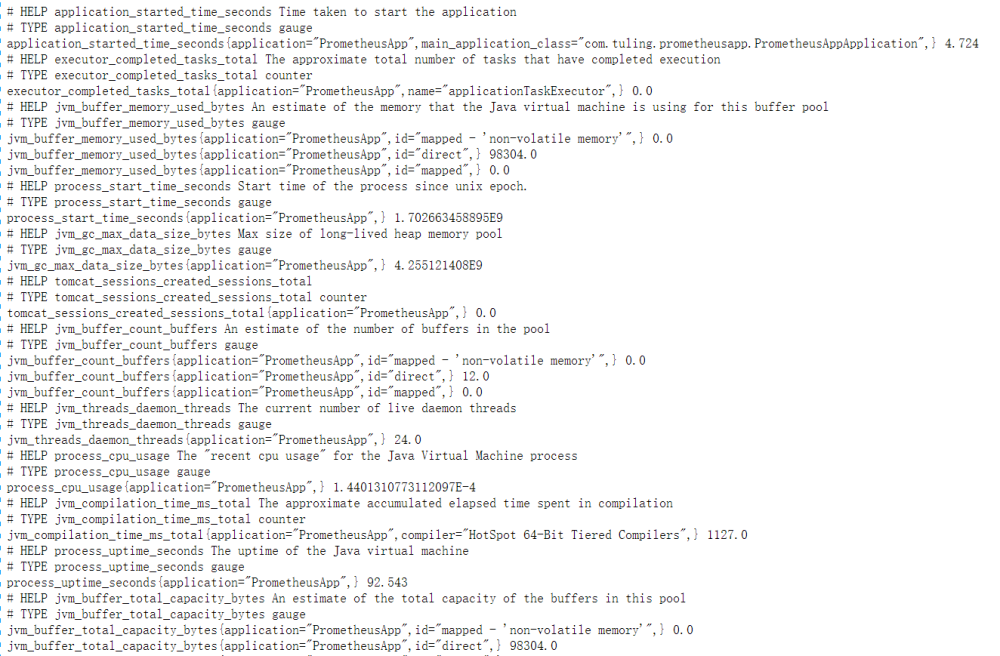 # HELP application_started_time_seconds Time taken to start the application
# TYPE application_started_time_seconds gauge
application_started_time_seconds{application="PrometheusApp",main_application_class="com.tuling.prometheusapp.PrometheusAppApplication",} 4.724
# HELP executor_completed_tasks_total The approximate total number of tasks that have completed execution
# TYPE executor_completed_tasks_total counter
executor_completed_tasks_total{application="PrometheusApp",name="applicationTaskExecutor",} 0.0
# HELP jvm_buffer_memory_used_bytes An estimate of the memory that the Java virtual machine is using for this buffer pool
# TYPE jvm_buffer_memory_used_bytes gauge
jvm_buffer_memory_used_bytes{application="PrometheusApp",id="mapped - 'non-volatile memory'",} 0.0
jvm_buffer_memory_used_bytes{application="PrometheusApp",id="direct",} 98304.0
jvm_buffer_memory_used_bytes{application="PrometheusApp",id="mapped",} 0.0
# HELP process_start_time_seconds Start time of the process since unix epoch.
# TYPE process_start_time_seconds gauge
process_start_time_seconds{application="PrometheusApp",} 1.702663458895E9
# HELP jvm_gc_max_data_size_bytes Max size of long-lived heap memory pool
# TYPE jvm_gc_max_data_size_bytes gauge
jvm_gc_max_data_size_bytes{application="PrometheusApp",} 4.255121408E9
# HELP tomcat_sessions_created_sessions_total
# TYPE tomcat_sessions_created_sessions_total counter
tomcat_sessions_created_sessions_total{application="PrometheusApp",} 0.0
# HELP jvm_buffer_count_buffers An estimate of the number of buffers in the pool
# TYPE jvm_buffer_count_buffers gauge
jvm_buffer_count_buffers{application="PrometheusApp",id="mapped - 'non-volatile memory'",} 0.0
jvm_buffer_count_buffers{application="PrometheusApp",id="direct",} 12.0
jvm_buffer_count_buffers{application="PrometheusApp",id="mapped",} 0.0
# HELP jvm_threads_daemon_threads The current number of live daemon threads
# TYPE jvm_threads_daemon_threads gauge
jvm_threads_daemon_threads{application="PrometheusApp",} 24.0
# HELP process_cpu_usage The "recent cpu usage" for the Java Virtual Machine process
# TYPE process_cpu_usage gauge
process_cpu_usage{application="PrometheusApp",} 1.4401310773112097E-4
# HELP jvm_compilation_time_ms_total The approximate accumulated elapsed time spent in compilation
# TYPE jvm_compilation_time_ms_total counter
jvm_compilation_time_ms_total{application="PrometheusApp",compiler="HotSpot 64-Bit Tiered Compilers",} 1127.0
# HELP process_uptime_seconds The uptime of the Java virtual machine
# TYPE process_uptime_seconds gauge
process_uptime_seconds{application="PrometheusApp",} 92.543
# HELP jvm_buffer_total_capacity_bytes An estimate of the total capacity of the buffers in this pool
# TYPE jvm_buffer_total_capacity_bytes gauge
jvm_buffer_total_capacity_bytes{application="PrometheusApp",id="mapped - 'non-volatile memory'",} 0.0
jvm_buffer_total_capacity_bytes{application="PrometheusApp",id="direct",} 98304.0